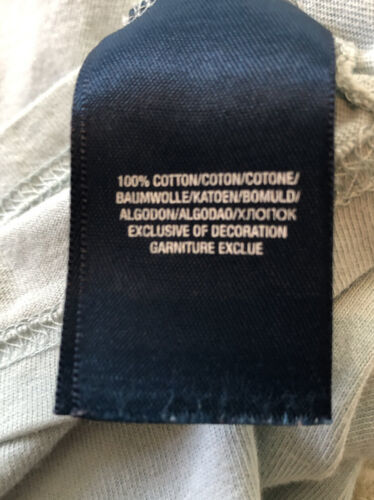 100% COTTON/COTON/COTONE/
BAUMWOLLE/KATOEN/BOMULD/
ALGODON/ALGODAO/ХЛОПОК
EXCLUSIVE OF DECORATION
GARNITURE EXCLUE